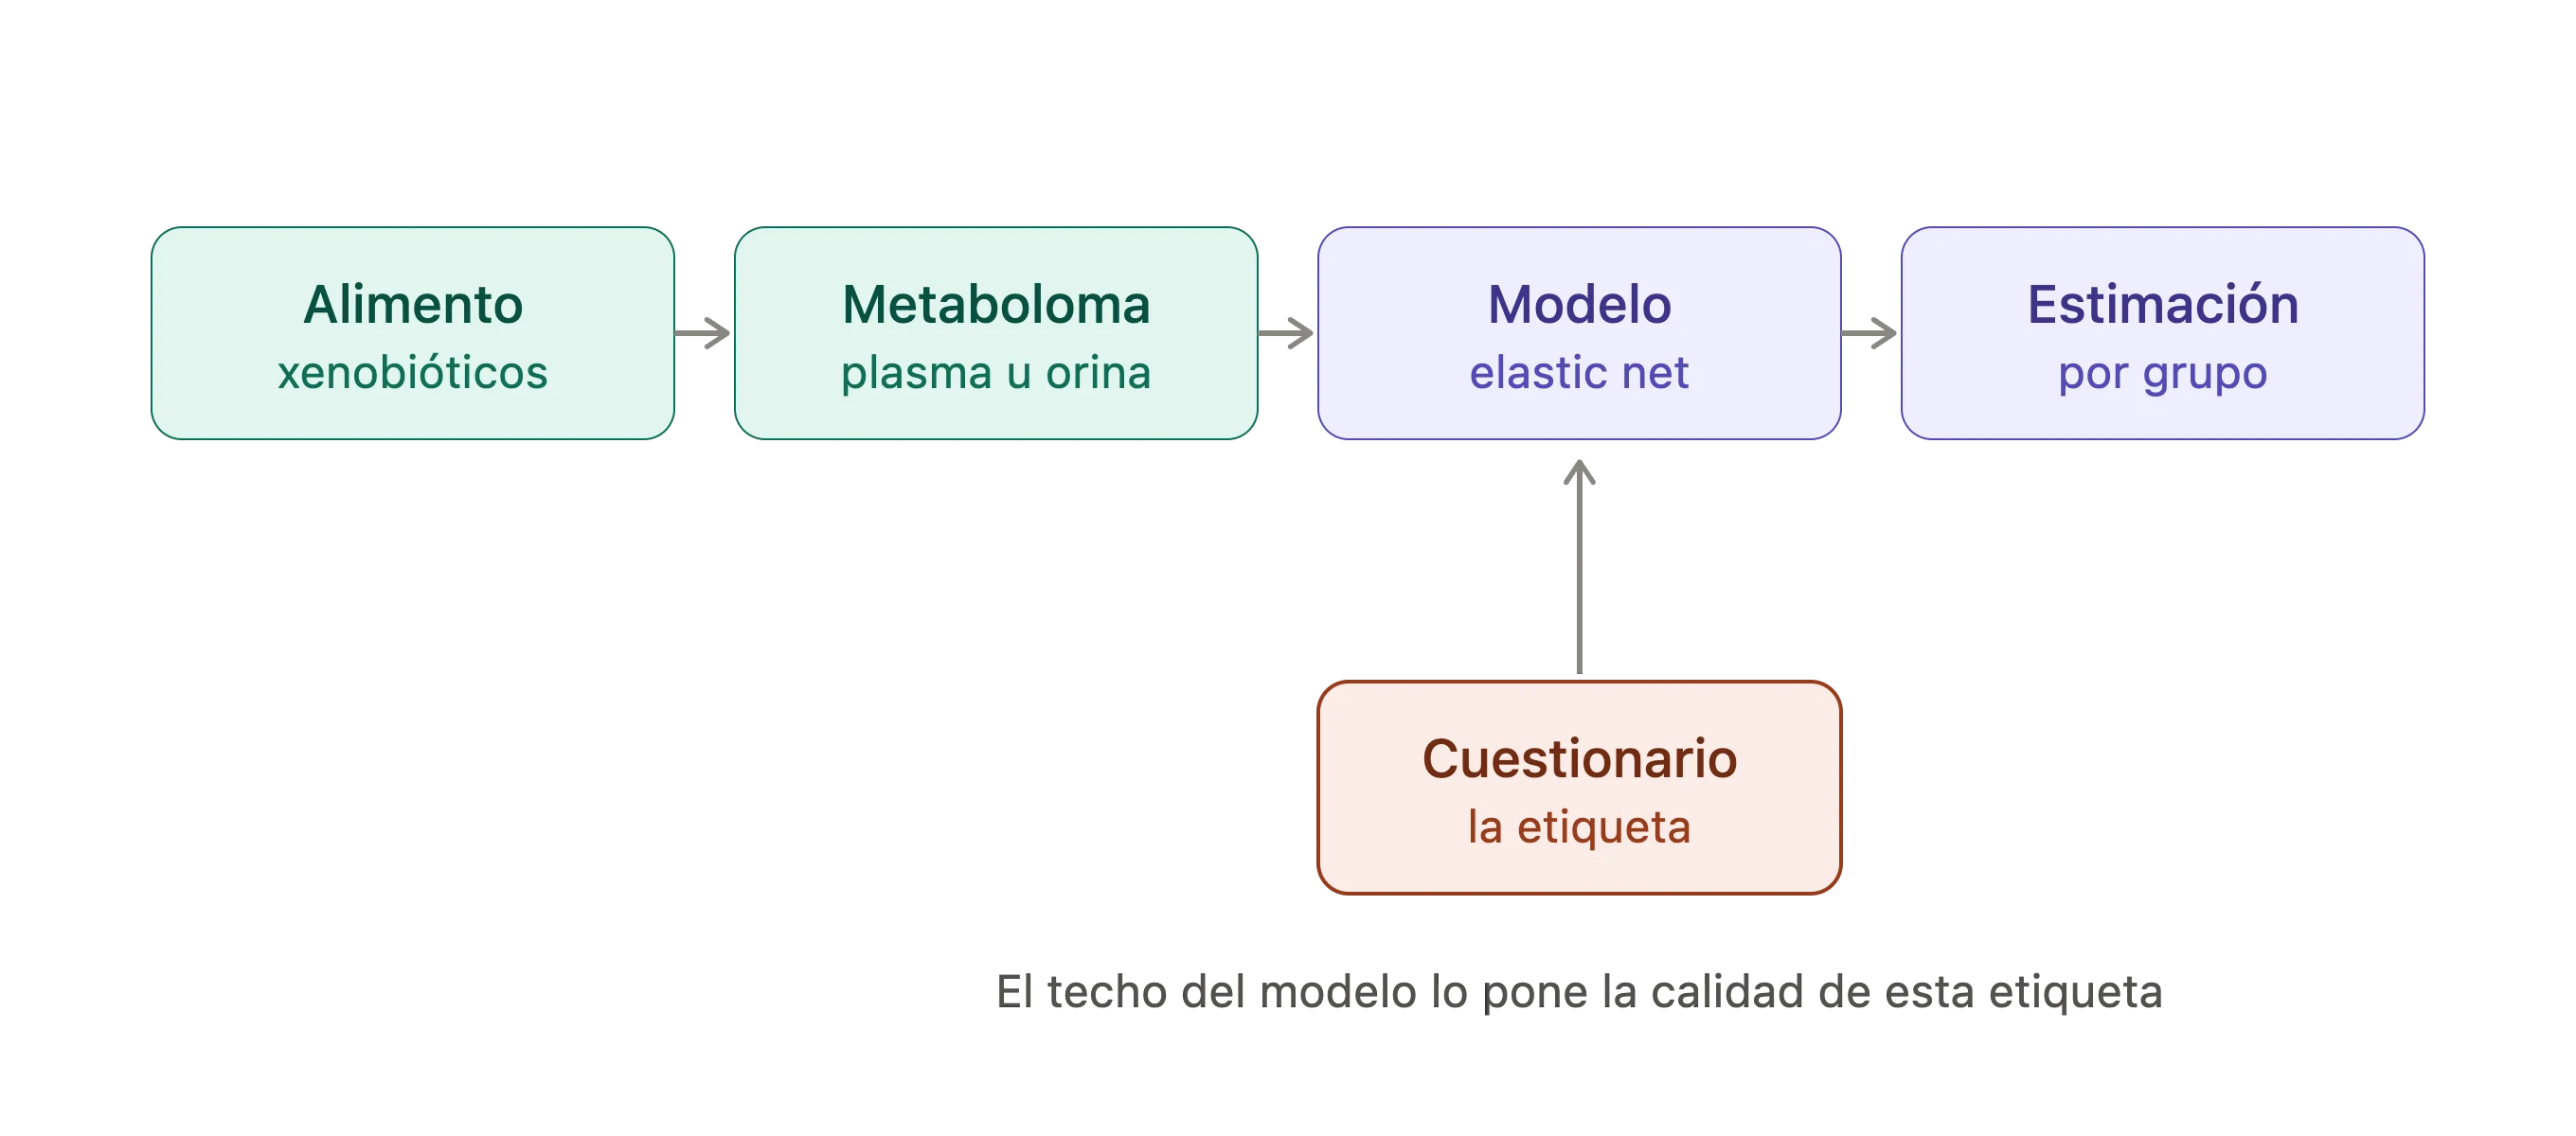 Alimento
xenobióticos
Metaboloma
plasma u orina
Modelo
elastic net
Estimación
por grupo
Cuestionario
la etiqueta
El techo del modelo lo pone la calidad de esta etiqueta